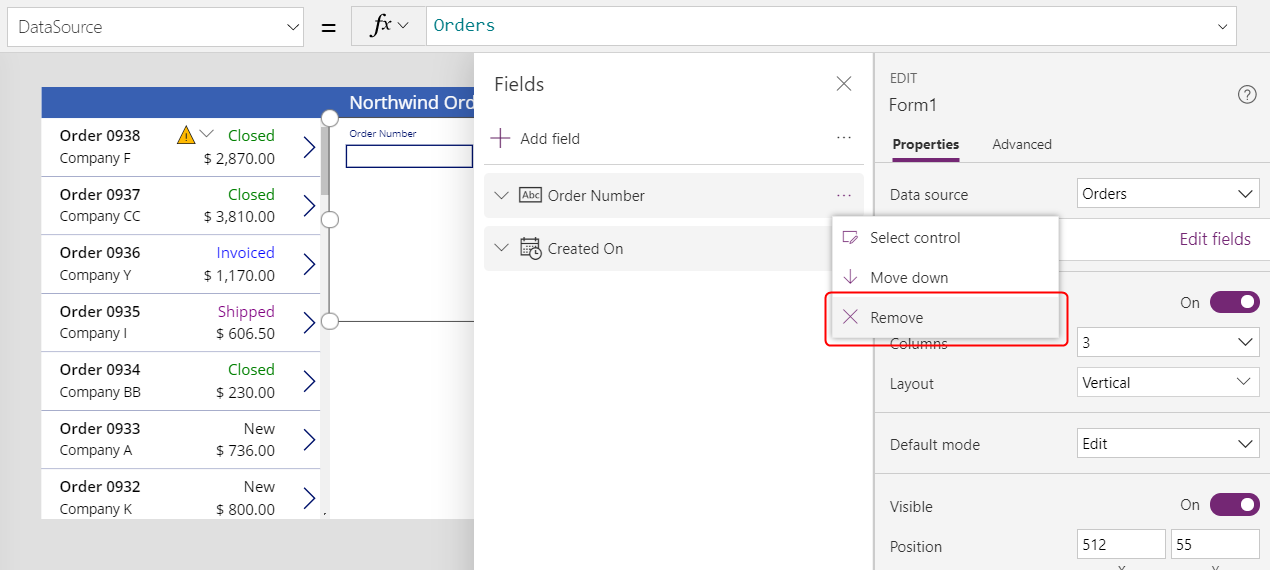 DataSource
=
fx
Orders
Northwind Ord
Order 0938
Closed
Company F
$ 2,870.00
Order 0937
Closed
Company CC
$ 3,810.00
Order 0936
Invoiced
Company Y
$ 1,170.00
Order 0935
Shipped
Company I
$ 606.50
Order 0934
Closed
Company BB
$ 230.00
Order 0933
New
Company A
$ 736.00
Order 0932
New
Company K
$ 800.00
Order Number
Fields
Add field
...
Abc Order Number
...
Created On
Select control
Move down
Remove
EDIT
Form1
?
Properties
Advanced
Data source
Orders
Edit fields
On
Columns
3
Layout
Vertical
Default mode
Edit
Visible
On
Position
512
55